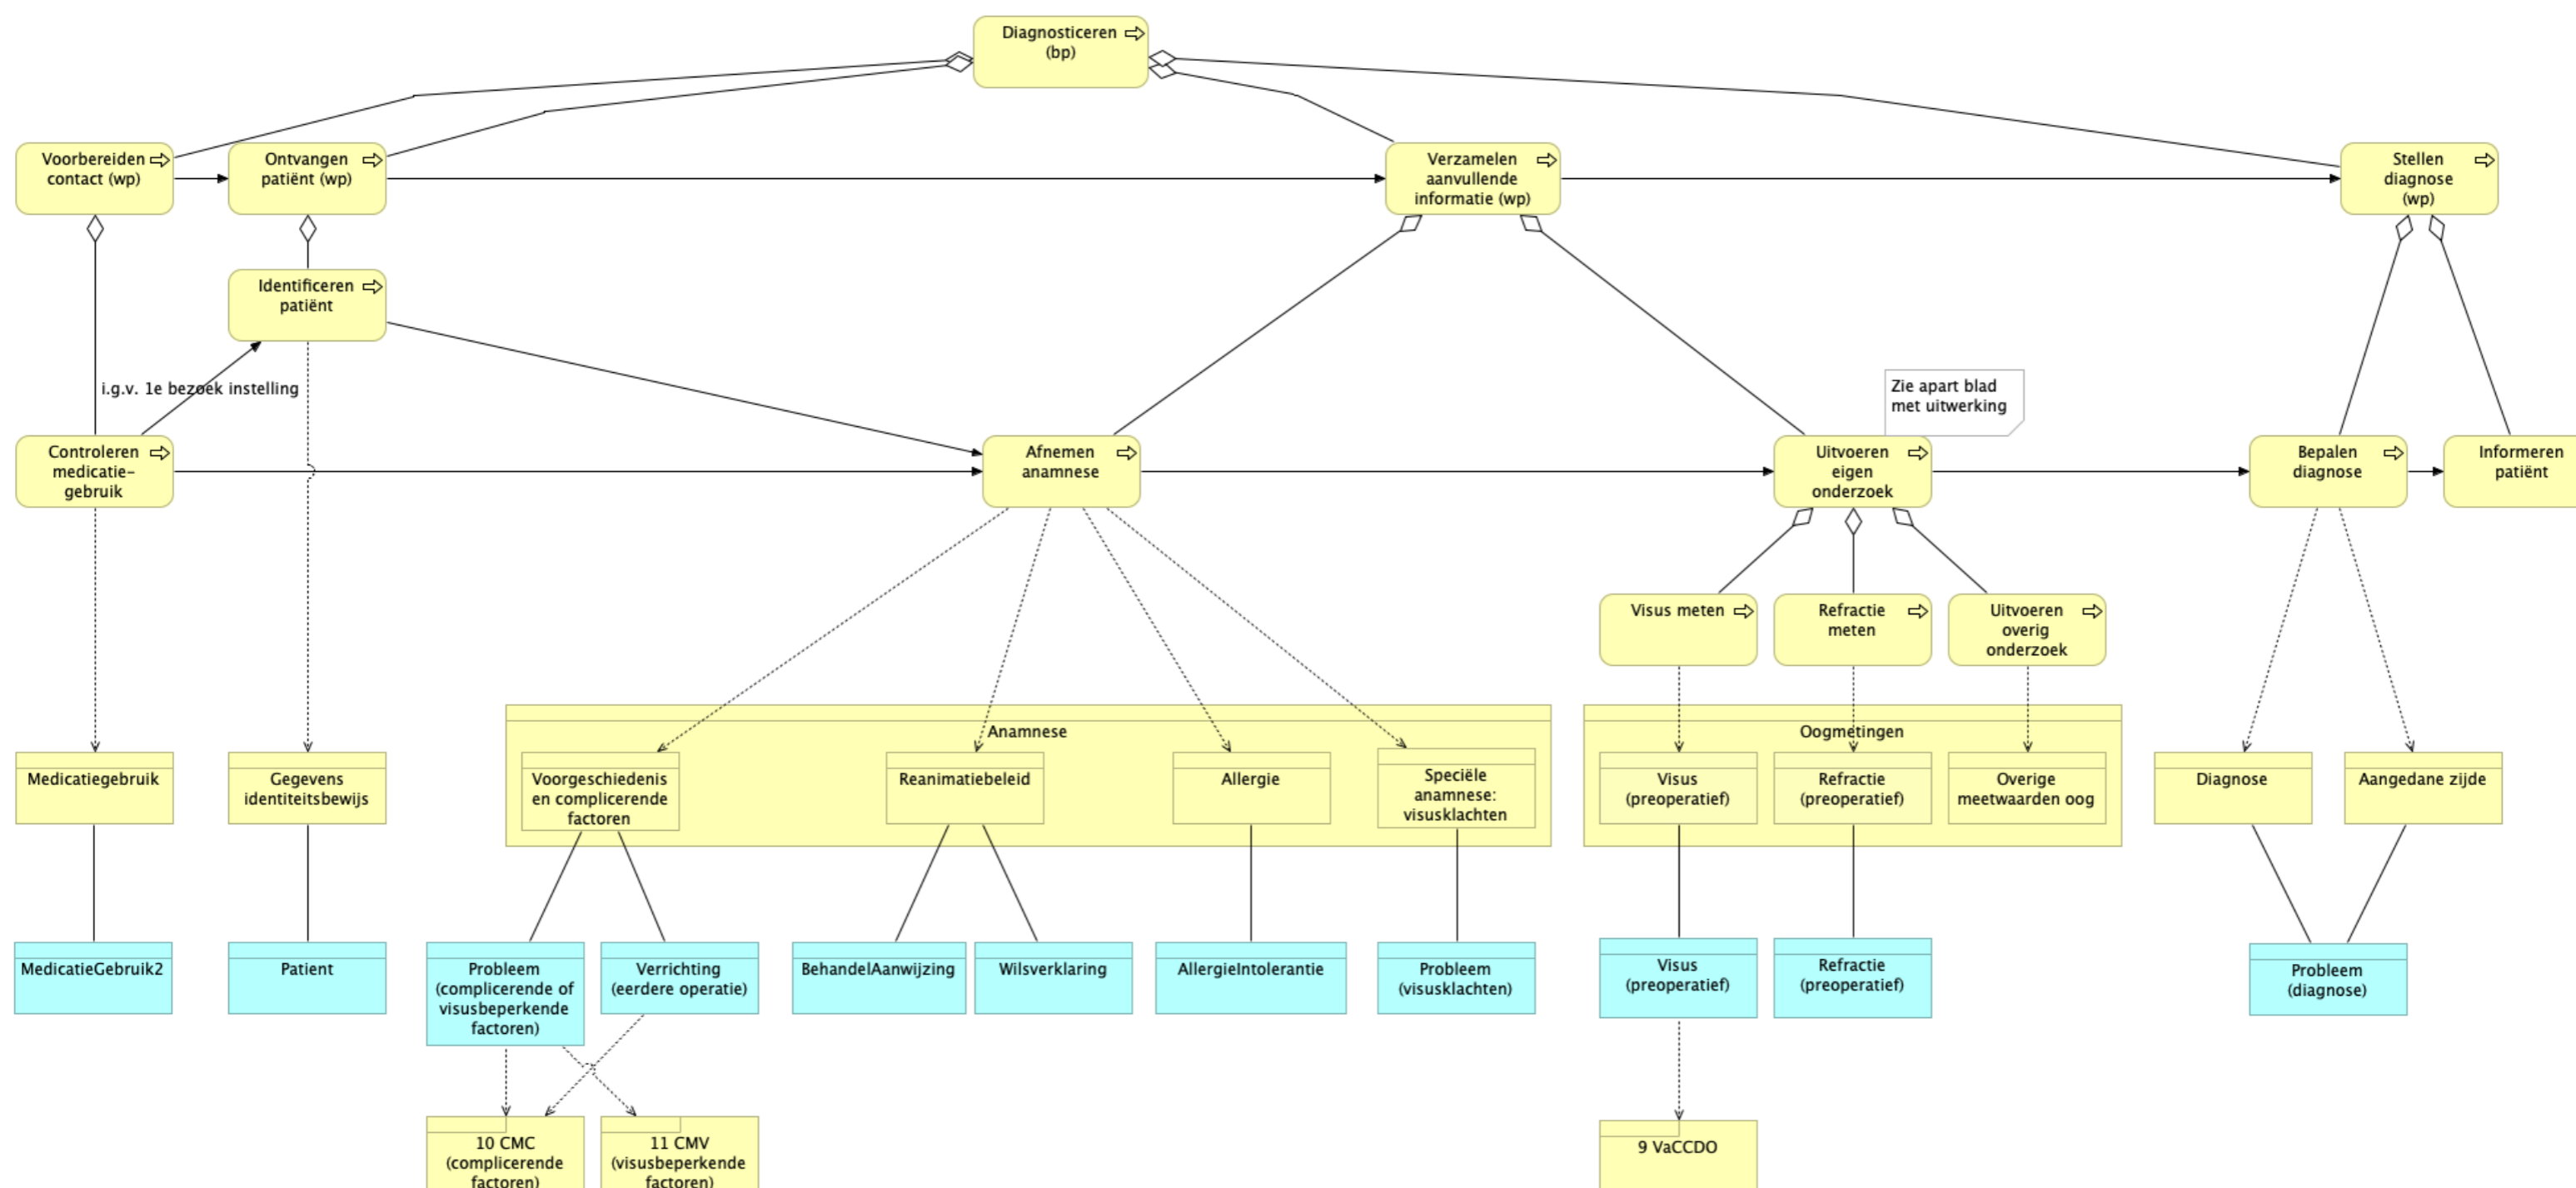 Diagnosticeren
(bp)
Voorbereiden
contact (wp)
Ontvangen
patiënt (wp)
Verzamelen
aanvullende
informatie (wp)
Stellen
diagnose
(wp)
Identificeren
patiënt
i.g.v. 1e bezoek instelling
Zie apart blad
met uitwerking
Controleren
medicatie-
gebruik
Afnemen
anamnese
Uitvoeren
eigen
onderzoek
Bepalen
diagnose
Informeren
patiënt
Visus meten
Refractie
meten
Uitvoeren
overig
onderzoek
Anamnese
Oogmetingen
Medicatiegebruik
Gegevens
identiteitsbewijs
Voorgeschiedenis
en complicerende
factoren
Reanimatiebeleid
Allergie
Speciële
anamnese:
visusklachten
Visus
(preoperatief)
Refractie
(preoperatief)
Overige
meetwaarden oog
Diagnose
Aangedane zijde
MedicatieGebruik2
Patient
Probleem
(complicerende of
visusbeperkende
factoren)
Verrichting
(eerdere operatie)
BehandelAanwijzing
Wilsverklaring
AllergieIntolerantie
Probleem
(visusklachten)
Visus
(preoperatief)
Refractie
(preoperatief)
Probleem
(diagnose)
10 CMC
(complicerende
factoren)
11 CMV
(visusbeperkende
factoren)
9 VaCCDO